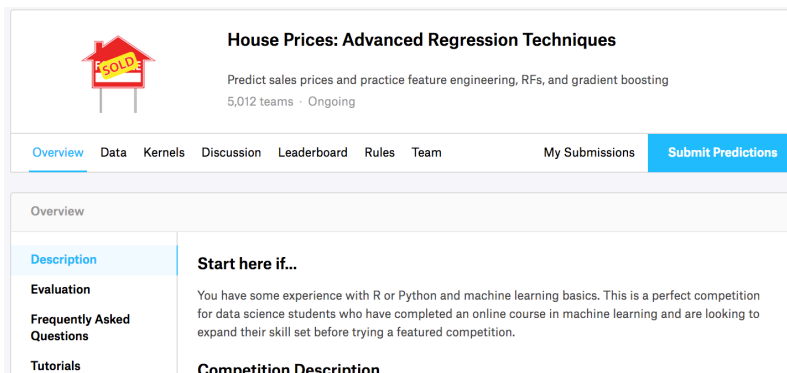 House Prices: Advanced Regression Techniques
SOLD
Predict sales prices and practice feature engineering, RFs, and gradient boosting
5,012 teams · Ongoing
Overview Data Kernels Discussion Leaderboard Rules Team My Submissions Submit Predictions
Overview
Description
Evaluation
Frequently Asked
Questions
Tutorials
Start here if...
You have some experience with R or Python and machine learning basics. This is a perfect competition
for data science students who have completed an online course in machine learning and are looking to
expand their skill set before trying a featured competition.
Competition Description